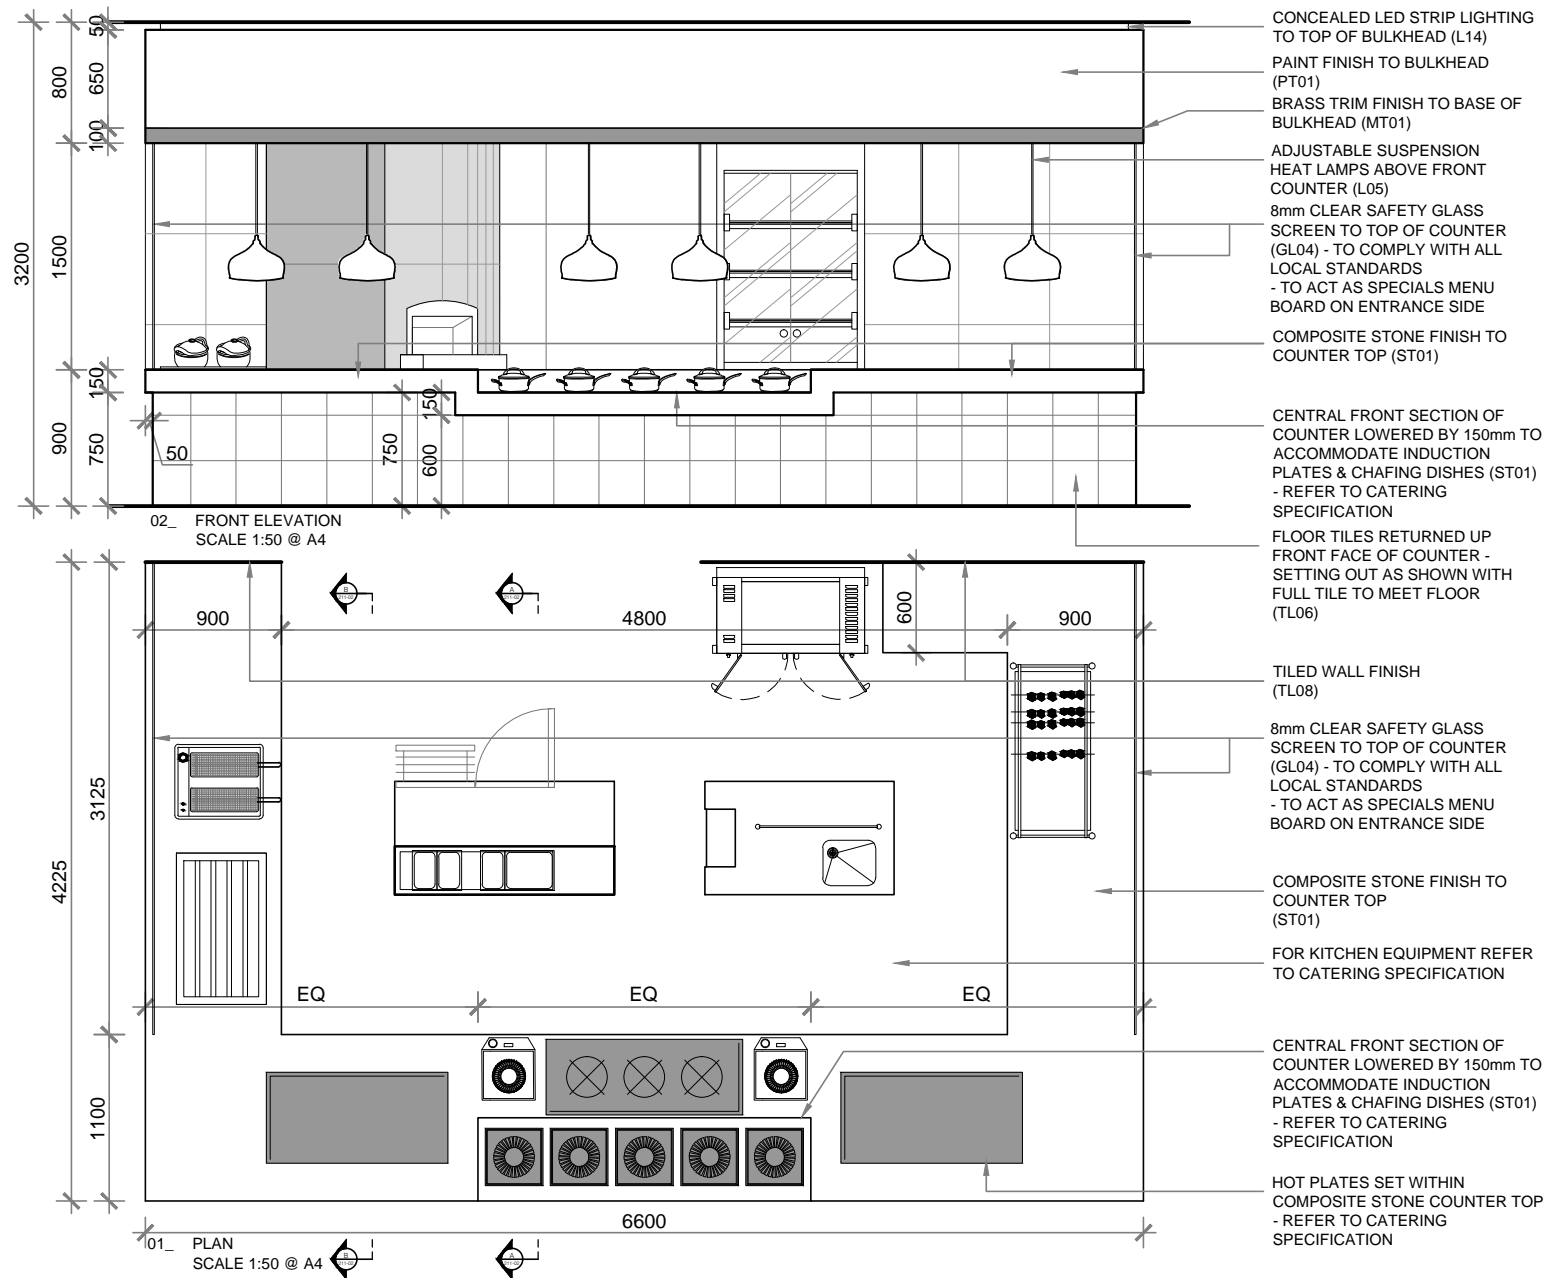 CONCEALED LED STRIP LIGHTING
TO TOP OF BULKHEAD (L14)
PAINT FINISH TO BULKHEAD
(PT01)
BRASS TRIM FINISH TO BASE OF
BULKHEAD (MT01)
ADJUSTABLE SUSPENSION
HEAT LAMPS ABOVE FRONT
COUNTER (L05)
8mm CLEAR SAFETY GLASS
SCREEN TO TOP OF COUNTER
(GL04) - TO COMPLY WITH ALL
LOCAL STANDARDS
- TO ACT AS SPECIALS MENU
BOARD ON ENTRANCE SIDE
COMPOSITE STONE FINISH TO
COUNTER TOP (ST01)
CENTRAL FRONT SECTION OF
COUNTER LOWERED BY 150mm TO
ACCOMMODATE INDUCTION
PLATES & CHAFING DISHES (ST01)
- REFER TO CATERING
SPECIFICATION
FLOOR TILES RETURNED UP
FRONT FACE OF COUNTER -
SETTING OUT AS SHOWN WITH
FULL TILE TO MEET FLOOR
(TL06)
3200
800
1500
900
50
650
100
150
750
50
750
150
600
02_ FRONT ELEVATION
SCALE 1:50 @ A4
TILED WALL FINISH
(TL08)
8mm CLEAR SAFETY GLASS
SCREEN TO TOP OF COUNTER
(GL04) - TO COMPLY WITH ALL
LOCAL STANDARDS
- TO ACT AS SPECIALS MENU
BOARD ON ENTRANCE SIDE
COMPOSITE STONE FINISH TO
COUNTER TOP
(ST01)
FOR KITCHEN EQUIPMENT REFER
TO CATERING SPECIFICATION
CENTRAL FRONT SECTION OF
COUNTER LOWERED BY 150mm TO
ACCOMMODATE INDUCTION
PLATES & CHAFING DISHES (ST01)
- REFER TO CATERING
SPECIFICATION
HOT PLATES SET WITHIN
COMPOSITE STONE COUNTER TOP
- REFER TO CATERING
SPECIFICATION
B
A
900
4800
600
900
4225
3125
1100
EQ
EQ
EQ
6600
01_ PLAN
SCALE 1:50 @ A4
B
A